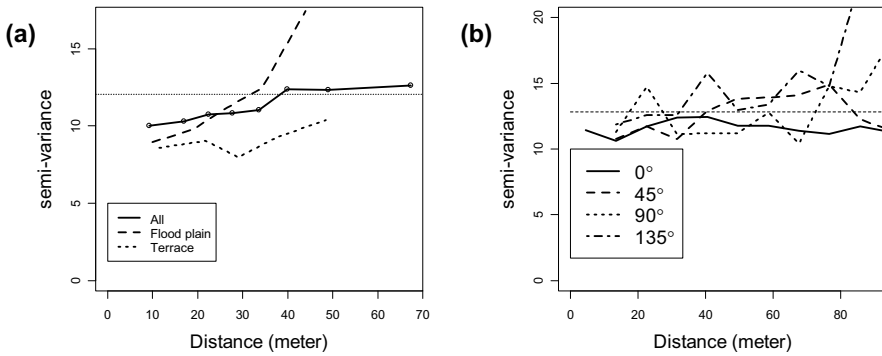 (a)
semi-variance
0
5
10
15
All
Flood plain
Terrace
0 10 20 30 40 50 60 70
Distance (meter)
(b)
semi-variance
0
5
10
15
20
0°
45°
90°
135°
0 20 40 60 80
Distance (meter)